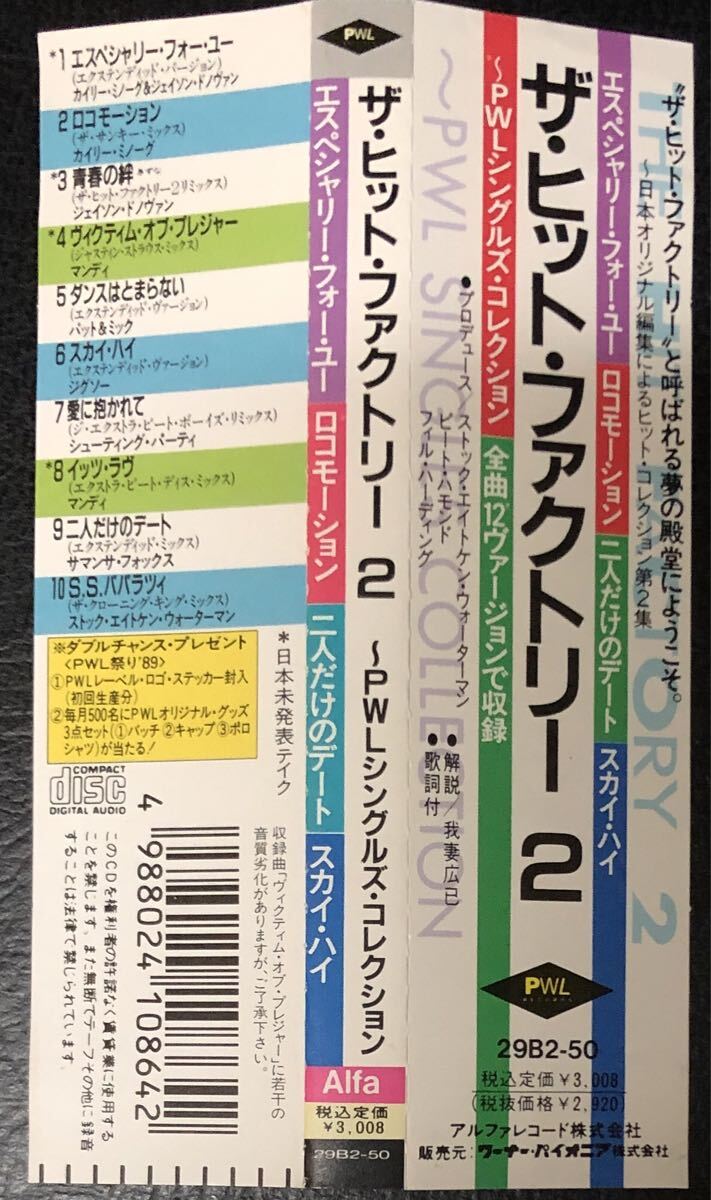 *1 エスペシャリー・フォー・ユー
(エクステンディッド・バージョン)
カイリー・ミノーグ&ジェイソン・ドノヴァン
2 ロコモーション
(ザ・サンキー・ミックス)
カイリー・ミノーグ
*3 青春の絆 きずな
(ザ・ヒット・ファクトリー2リミックス)
ジェイソン・ドノヴァン
*4 ヴィクティム・オブ・プレジャー
(ジャスティン・ストラウス・ミックス)
マンディ
5 ダンスはとまらない
(エクステンディッド・ヴァージョン)
パット&ミック
6 スカイ・ハイ
(エクステンディッド・ヴァージョン)
ジグソー
7 愛に抱かれて
(ジ・エクストラ・ビート・ボーイズ・リミックス)
シューティング・パーティ
*8 イッツ・ラヴ
(エクストラ・ビート・ディス・ミックス)
マンディ
9 二人だけのデート
(エクステンディッド・ミックス)
サマンサ・フォックス
10 S.S.パパラツィ
(ザ・クローニング・キング・ミックス)
ストック・エイトケン・ウォーターマン
※ダブルチャンス・プレゼント
〈PWL祭り'89〉
①PWLレーベル・ロゴ・ステッカー封入
(初回生産分)
②毎月500名にPWLオリジナル・グッズ
3点セット(①バッチ ②キャップ ③ポロ
シャツ)が当たる!
*日本未発表テイク
COMPACT
disc
DIGITAL AUDIO
収録曲「ヴィクティム・オブ・プレジャー」に若干の
音質劣化がありますが、ご了承下さい。
4 988024 108642
このCDを権利者の許諾なく賃貸業に使用する
ことを禁じます。また無断でテープその他に録音
することは法律で禁じられています。
PWL
エスペシャリー・フォー・ユー ロコモーション 二人だけのデート スカイ・ハイ
ザ・ヒット・ファクトリー 2 〜PWLシングルズ・コレクション
Alfa
税込定価
¥3,008
29B2-50
THE HIT FACTORY 2
〜PWL SINGLE COLLECTION
"ザ・ヒット・ファクトリー"と呼ばれる夢の殿堂にようこそ。
〜日本オリジナル編集によるヒット・コレクション第2集
エスペシャリー・フォー・ユー ロコモーション 二人だけのデート スカイ・ハイ
ザ・ヒット・ファクトリー 2
〜PWLシングルズ・コレクション 全曲12"ヴァージョンで収録
●プロデュース ストック・エイトケン・ウォーターマン
ピート・ハモンド
フィル・ハーディング
●解説/我妻広己
●歌詞付
PWL
RECORDS
29B2-50
税込定価¥3,008
(税抜価格¥2,920)
アルファレコード株式会社
販売元:ワーナー・パイオニア株式会社